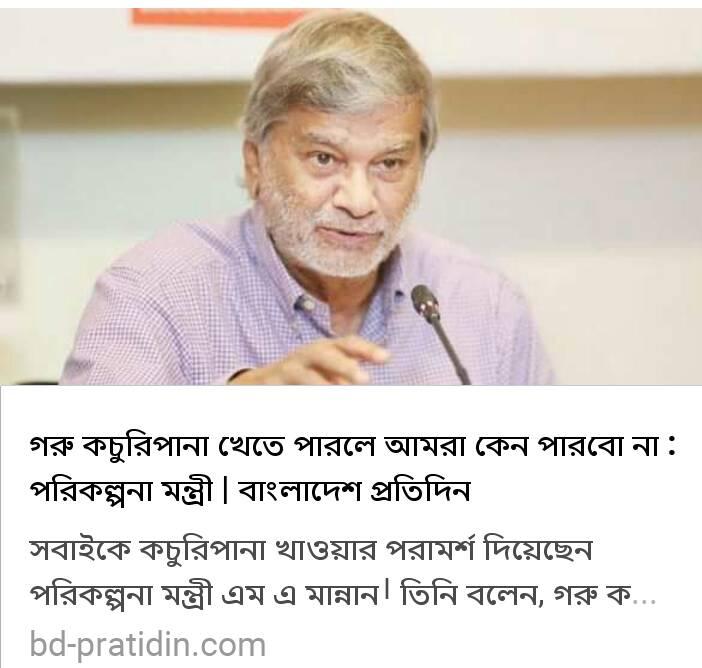 গরু কচুরিপানা খেতে পারলে আমরা কেন পারবো না :
পরিকল্পনা মন্ত্রী | বাংলাদেশ প্রতিদিন
সবাইকে কচুরিপানা খাওয়ার পরামর্শ দিয়েছেন
পরিকল্পনা মন্ত্রী এম এ মান্নান। তিনি বলেন, গরু ক...
bd-pratidin.com